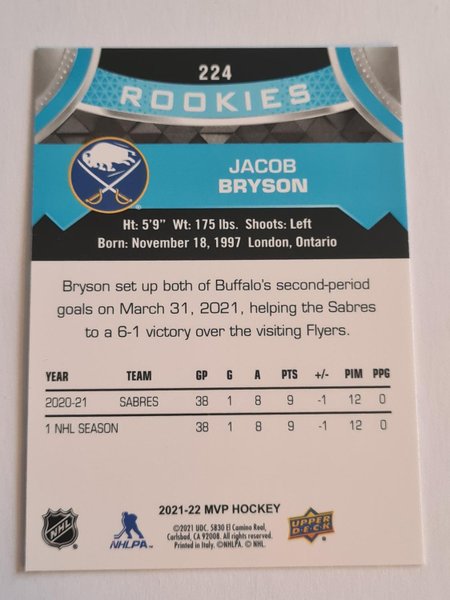 224
ROOKIES
JACOB
BRYSON
Ht: 5'9" Wt: 175 lbs. Shoots: Left
Born: November 18, 1997 London, Ontario
Bryson set up both of Buffalo's second-period
goals on March 31, 2021, helping the Sabres
to a 6-1 victory over the visiting Flyers.
YEAR TEAM GP G A PTS +/- PIM PPG
2020-21 SABRES 38 1 8 9 -1 12 0
1 NHL SEASON 38 1 8 9 -1 12 0
2021-22 MVP HOCKEY
NHL
NHLPA
©2021 UDC. 5830 El Camino Real,
Carlsbad, CA 92008. All rights reserved.
Printed in Italy. ©NHLPA. © NHL.
UPPER
DECK